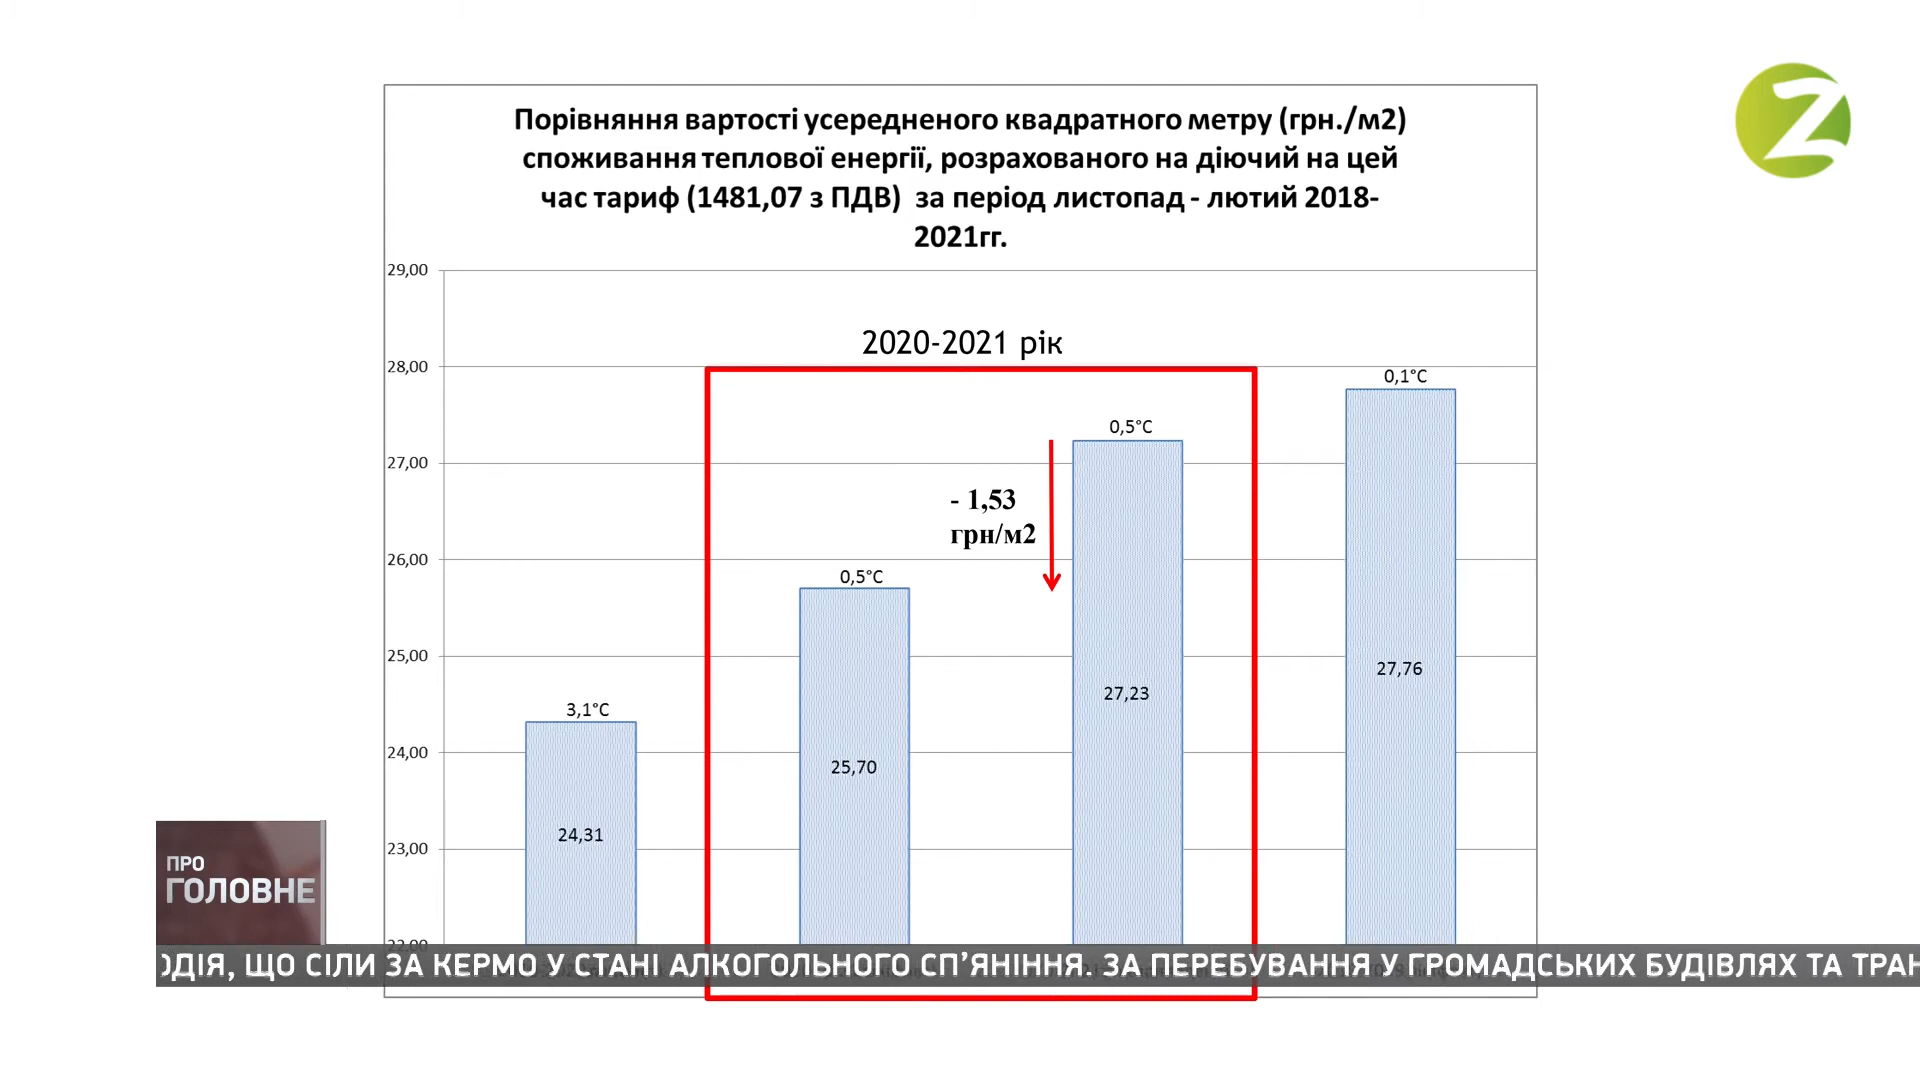 Порівняння вартості усередненого квадратного метру (грн./м2)
споживання теплової енергії, розрахованого на діючий на цей
час тариф (1481,07 з ПДВ) за період листопад - лютий 2018-
2021гг.
29,00
2020-2021 рік
28,00
0,1°C
0,5°C
27,00
- 1,53
грн/м2
26,00
0,5°C
25,00
27,76
27,23
3,1°C
24,00
25,70
24,31
23,00
ПРО
ГОЛОВНЕ
22,00
ОДІЯ, ЩО СІЛИ ЗА КЕРМО У СТАНІ АЛКОГОЛЬНОГО СП’ЯНІННЯ. ЗА ПЕРЕБУВАННЯ У ГРОМАДСЬКИХ БУДІВЛЯХ ТА ТРАН